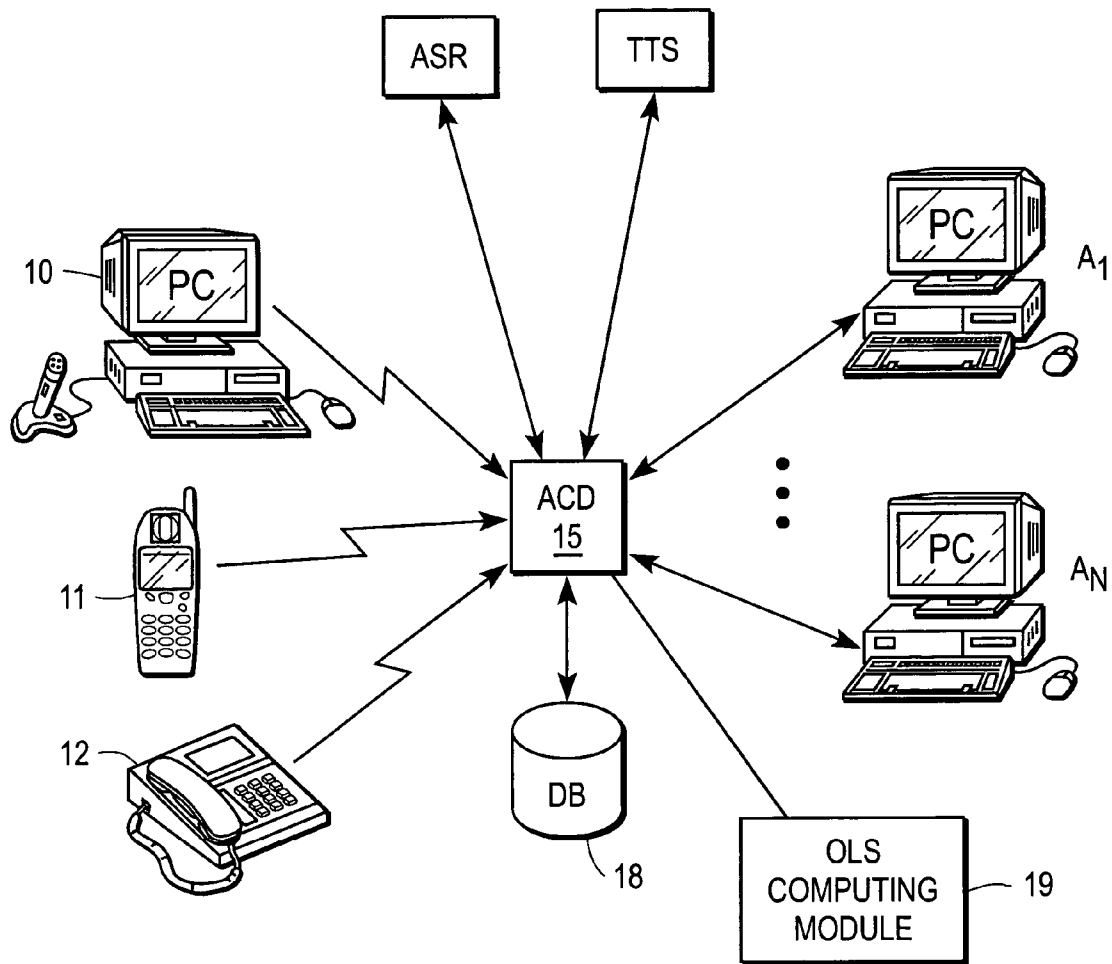 ASR
TTS
PC
A1
10
PC
ACD
15
PC
AN
11
12
DB
18
OLS
COMPUTING
MODULE
19